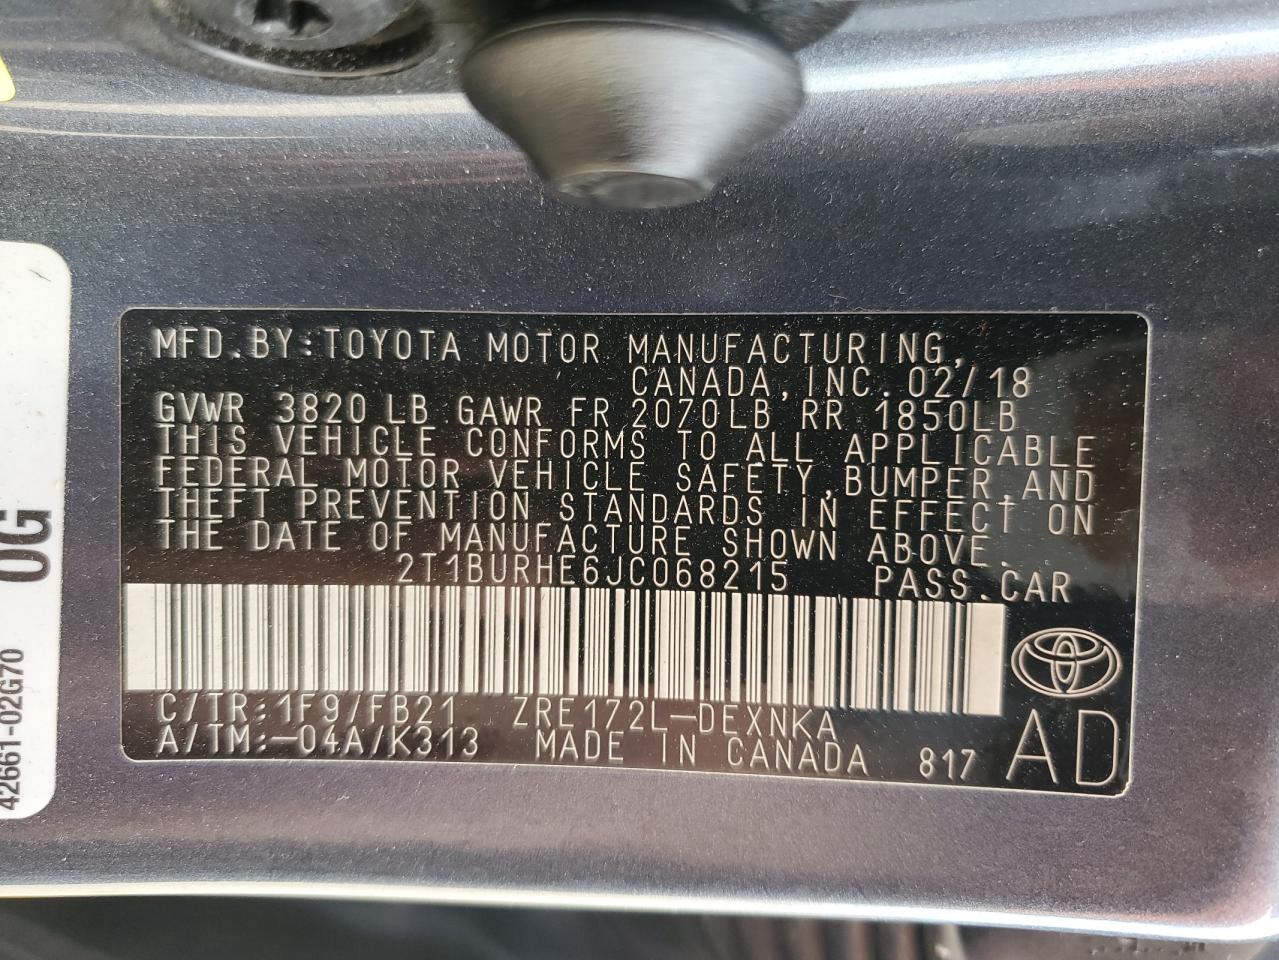 MFD.BY:TOYOTA MOTOR MANUFACTURING,
CANADA,INC.02/18
GVWR 3820LB GAWR FR 2070LB RR 1850LB
THIS VEHICLE CONFORMS TO ALL APPLICABLE
FEDERAL MOTOR VEHICLE SAFETY,BUMPER,AND
THEFT PREVENTION STANDARDS IN EFFECT ON
THE DATE OF MANUFACTURE SHOWN ABOVE.
2T1BURHE6JC068215 PASS.CAR
C/TR:1F9/FB21 ZRE172L-DEXNKA
A/TM:-04A/K313 MADE IN CANADA 817
AD
0G
42661-02G70